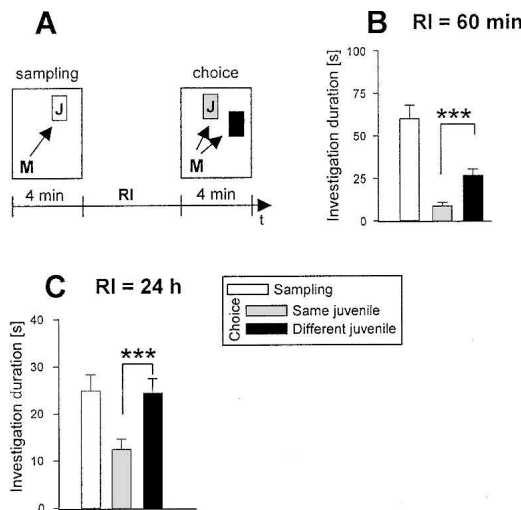 A
sampling
choice
J
J
M
M
4 min
RI
4 min
t
B RI = 60 min
Investigation duration [s]
100
75
50
25
0
***
C RI = 24 h
Investigation duration [s]
40
30
20
10
0
***
Choice
Sampling
Same juvenile
Different juvenile